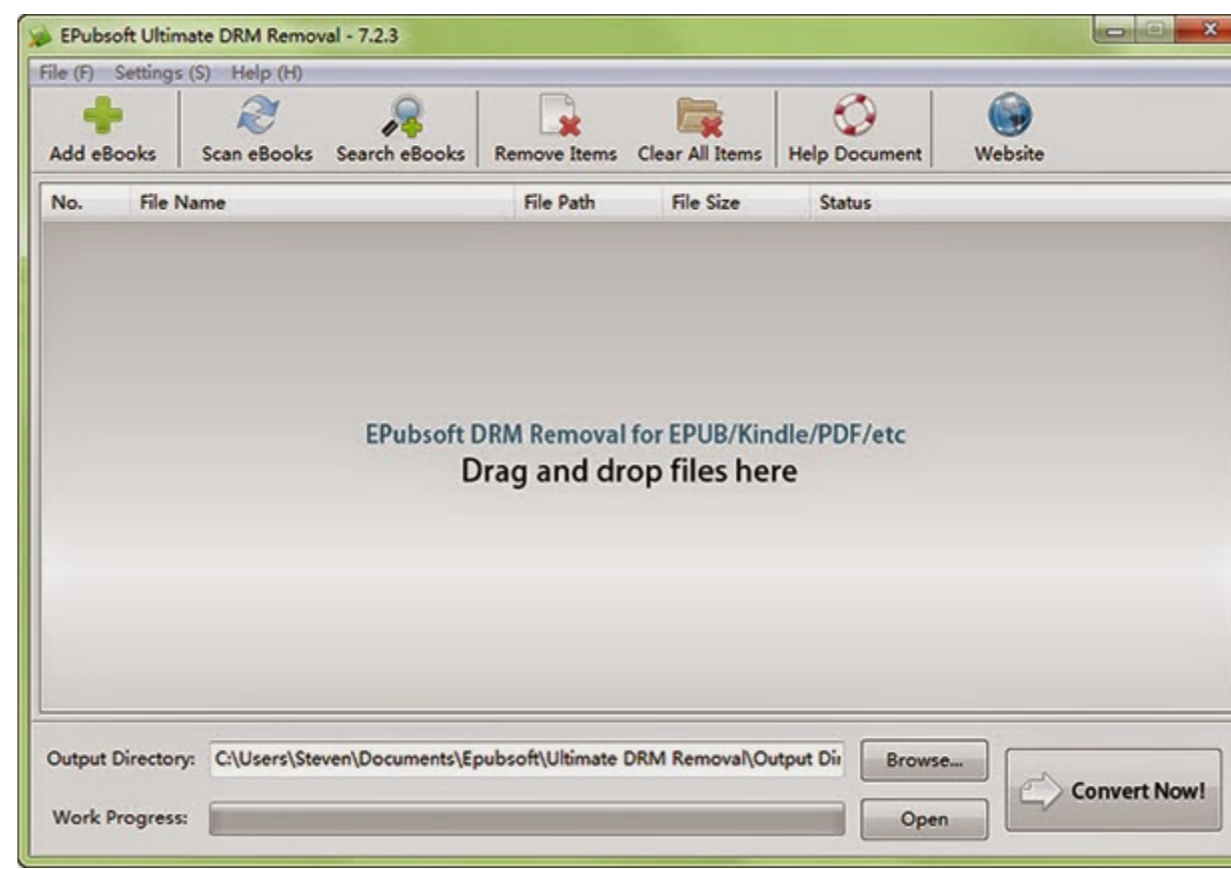 EPubsoft Ultimate DRM Removal - 7.2.3
File (F) Settings (S) Help (H)
Add eBooks Scan eBooks Search eBooks Remove Items Clear All Items Help Document Website
No. File Name File Path File Size Status
EPubsoft DRM Removal for EPUB/Kindle/PDF/etc
Drag and drop files here
Output Directory: C:\Users\Steven\Documents\Epubsoft\Ultimate DRM Removal\Output Dir Browse...
Convert Now!
Work Progress: Open